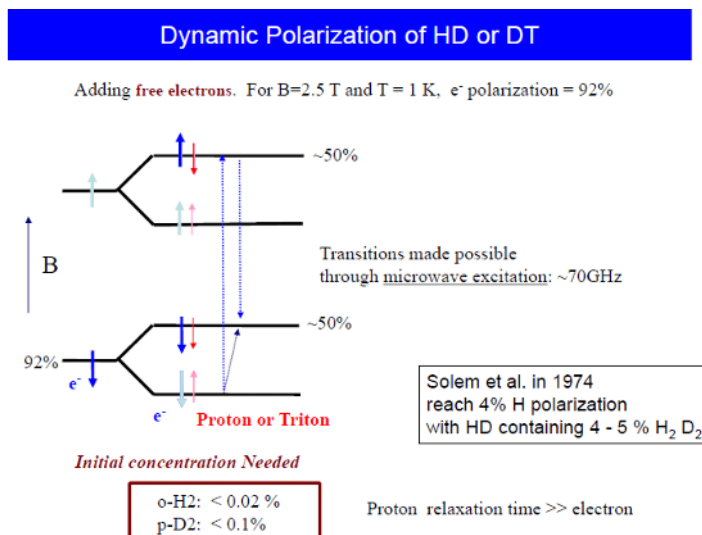 Dynamic Polarization of HD or DT
Adding free electrons. For B=2.5 T and T = 1 K, e- polarization = 92%
~50%
B
Transitions made possible
through microwave excitation: ~70GHz
~50%
92%
e-
e-
Proton or Triton
Solem et al. in 1974
reach 4% H polarization
with HD containing 4 - 5 % H2 D2
Initial concentration Needed
o-H2: < 0.02 %
p-D2: < 0.1%
Proton relaxation time >> electron